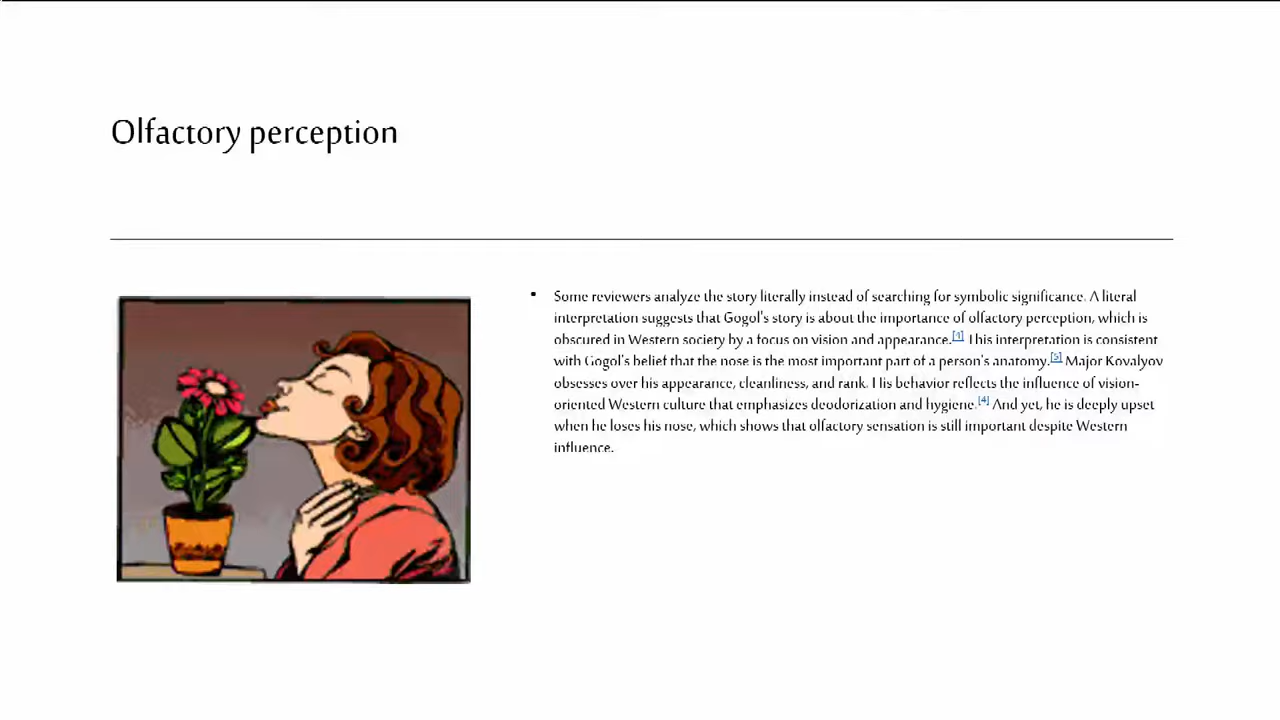 Olfactory perception
• Some reviewers analyze the story literally instead of searching for symbolic significance. A literal
interpretation suggests that Gogol's story is about the importance of olfactory perception, which is
obscured in Western society by a focus on vision and appearance.[4] This interpretation is consistent
with Gogol's belief that the nose is the most important part of a person's anatomy.[5] Major Kovalyov
obsesses over his appearance, cleanliness, and rank. His behavior reflects the influence of vision-
oriented Western culture that emphasizes deodorization and hygiene.[4] And yet, he is deeply upset
when he loses his nose, which shows that olfactory sensation is still important despite Western
influence.